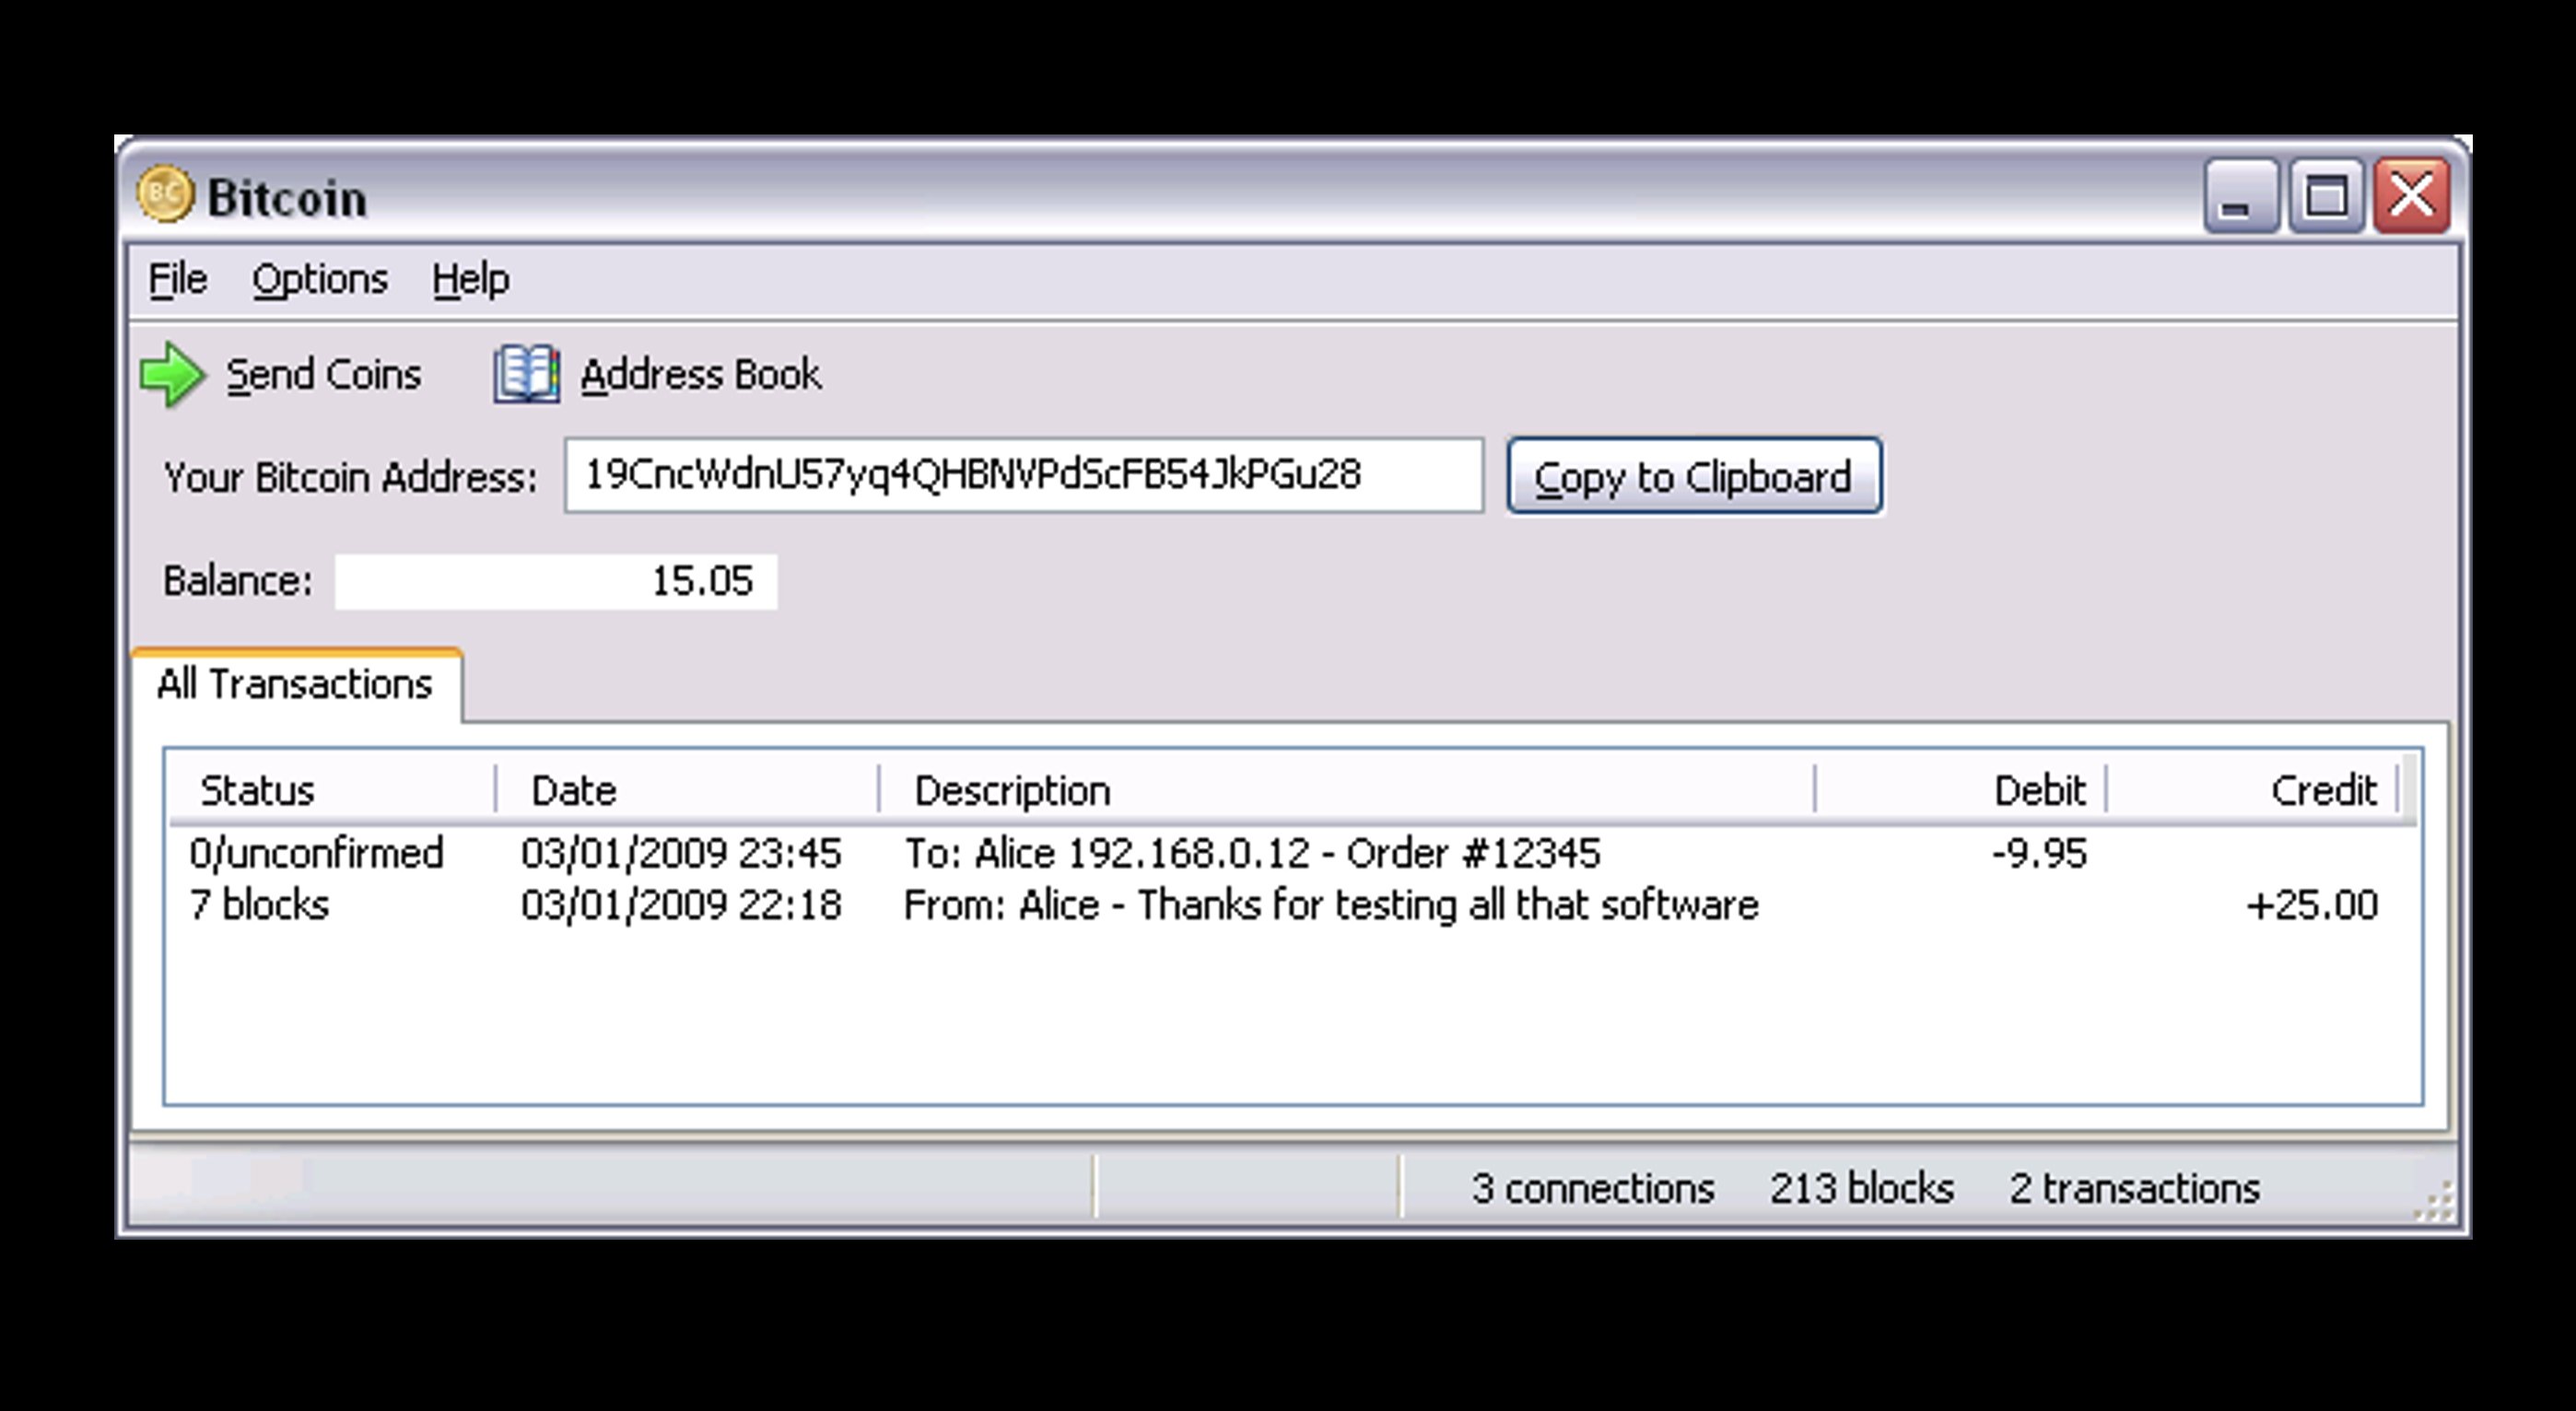 BC Bitcoin
File Options Help
Send Coins Address Book
Your Bitcoin Address: 19CncWdnU57yq4QHBNVPdScFB54JkPGu28 Copy to Clipboard
Balance: 15.05
All Transactions
Status Date Description Debit Credit
0/unconfirmed 03/01/2009 23:45 To: Alice 192.168.0.12 - Order #12345 -9.95
7 blocks 03/01/2009 22:18 From: Alice - Thanks for testing all that software +25.00
3 connections 213 blocks 2 transactions